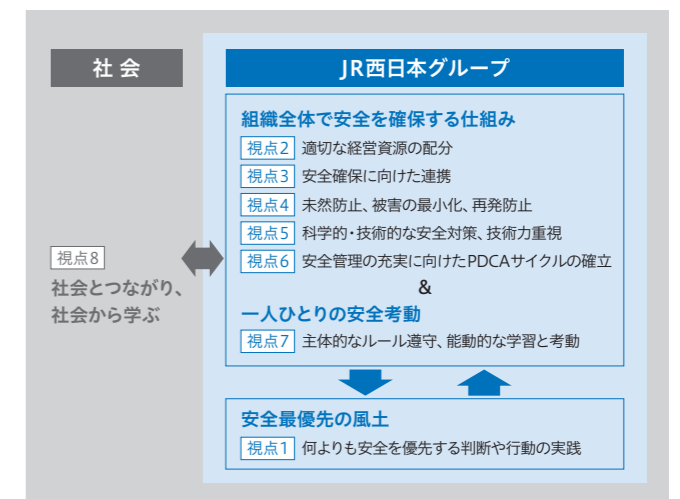 社会
JR西日本グループ
組織全体で安全を確保する仕組み
視点2 適切な経営資源の配分
視点3 安全確保に向けた連携
視点4 未然防止、被害の最小化、再発防止
視点5 科学的・技術的な安全対策、技術力重視
視点6 安全管理の充実に向けたPDCAサイクルの確立
&
一人ひとりの安全考動
視点7 主体的なルール遵守、能動的な学習と考動
視点8
社会とつながり、
社会から学ぶ
安全最優先の風土
視点1 何よりも安全を優先する判断や行動の実践